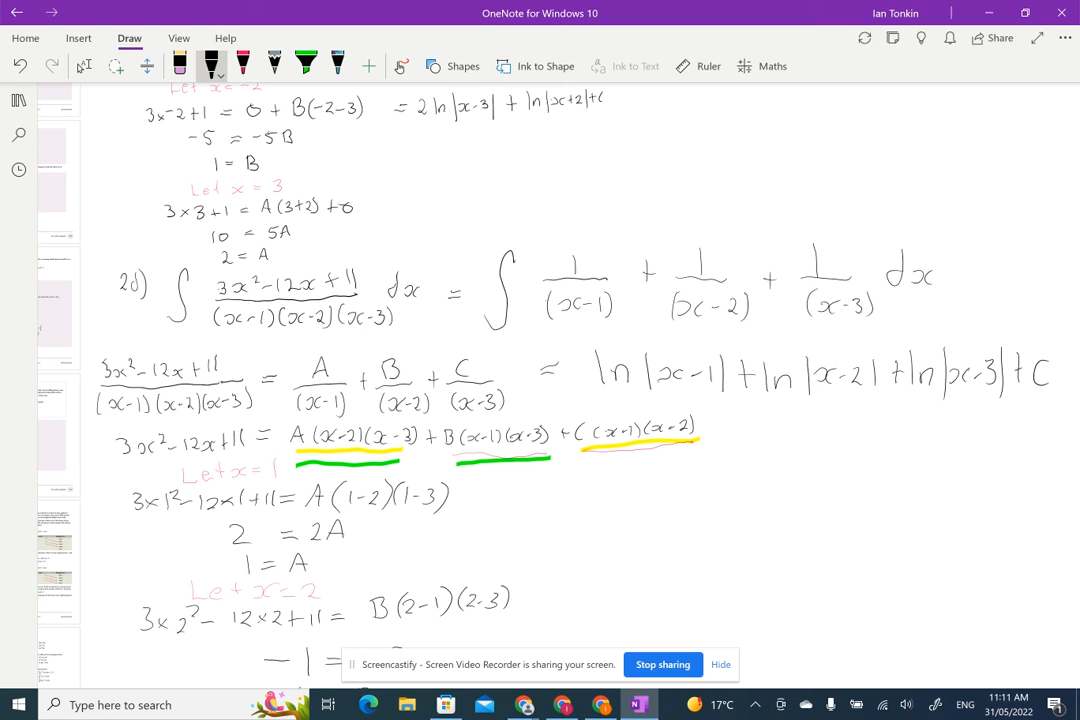 OneNote for Windows 10
Ian Tonkin
Home Insert Draw View Help
Share
Shapes Ink to Shape Ink to Text Ruler Maths
Let x = -2
3x-2+1 = 0 + B(-2-3) = 2 ln|x-3| + ln|x+2|+C
-5 = -5B
1 = B
Let x = 3
3×3+1 = A(3+2) +0
10 = 5A
2 = A
2d) ∫ 3x²-12x+11 / (x-1)(x-2)(x-3) dx = ∫ 1/(x-1) + 1/(x-2) + 1/(x-3) dx
3x²-12x+11 / (x-1)(x-2)(x-3) = A/(x-1) + B/(x-2) + C/(x-3) = ln|x-1|+ln|x-2|+ln|x-3|+C
3x²-12x+11 = A(x-2)(x-3)+B(x-1)(x-3)+C(x-1)(x-2)
Let x = 1
3×1²-12×1+11 = A(1-2)(1-3)
2 = 2A
1 = A
Let x = 2
3×2²-12×2+11 = B(2-1)(2-3)
-1 =
Screencastify - Screen Video Recorder is sharing your screen. Stop sharing Hide
Type here to search
17°C
ENG
11:11 AM
31/05/2022